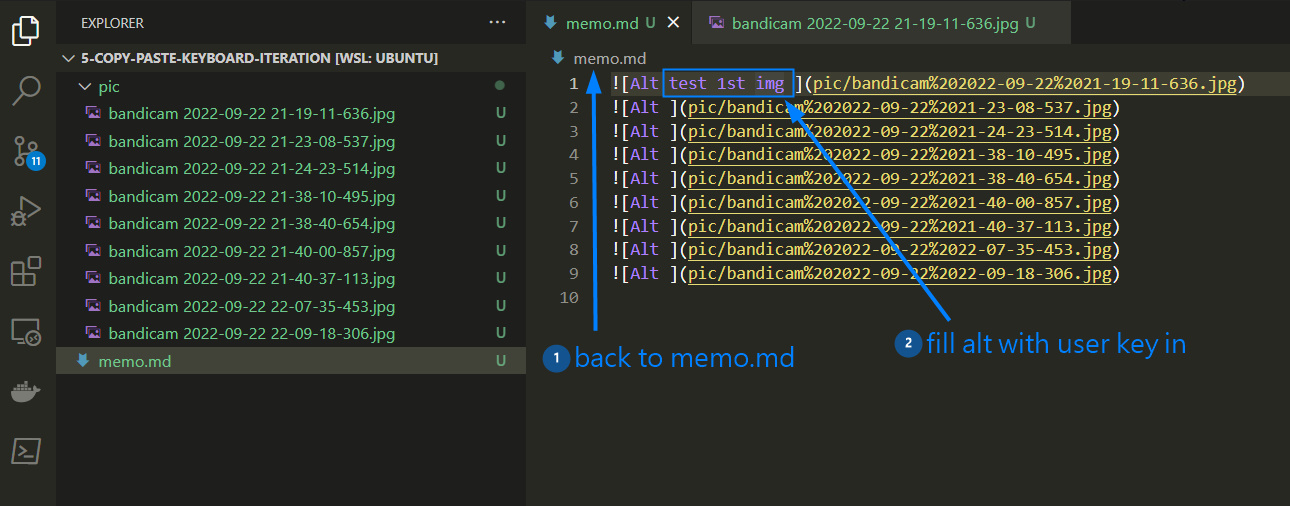 EXPLORER
5-COPY-PASTE-KEYBOARD-ITERATION [WSL: UBUNTU]
pic
bandicam 2022-09-22 21-19-11-636.jpg U
bandicam 2022-09-22 21-23-08-537.jpg U
bandicam 2022-09-22 21-24-23-514.jpg U
bandicam 2022-09-22 21-38-10-495.jpg U
bandicam 2022-09-22 21-38-40-654.jpg U
bandicam 2022-09-22 21-40-00-857.jpg U
bandicam 2022-09-22 21-40-37-113.jpg U
bandicam 2022-09-22 22-07-35-453.jpg U
bandicam 2022-09-22 22-09-18-306.jpg U
memo.md U
11
memo.md U
bandicam 2022-09-22 21-19-11-636.jpg U
memo.md
1 ![Alt test 1st img ](pic/bandicam%202022-09-22%2021-19-11-636.jpg)
2 ![Alt ](pic/bandicam%202022-09-22%2021-23-08-537.jpg)
3 ![Alt ](pic/bandicam%202022-09-22%2021-24-23-514.jpg)
4 ![Alt ](pic/bandicam%202022-09-22%2021-38-10-495.jpg)
5 ![Alt ](pic/bandicam%202022-09-22%2021-38-40-654.jpg)
6 ![Alt ](pic/bandicam%202022-09-22%2021-40-00-857.jpg)
7 ![Alt ](pic/bandicam%202022-09-22%2021-40-37-113.jpg)
8 ![Alt ](pic/bandicam%202022-09-22%2022-07-35-453.jpg)
9 ![Alt ](pic/bandicam%202022-09-22%2022-09-18-306.jpg)
10
1 back to memo.md
2 fill alt with user key in